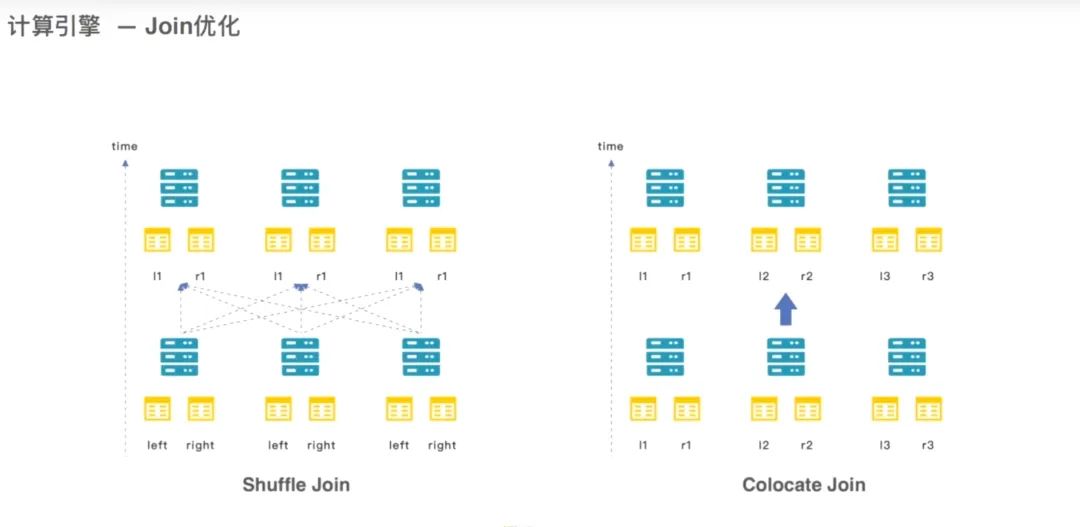 计算引擎 — Join优化
time
time
l1 r1 l1 r1 l1 r1
l1 r1 l2 r2 l3 r3
left right left right left right
l1 r1 l2 r2 l3 r3
Shuffle Join
Colocate Join